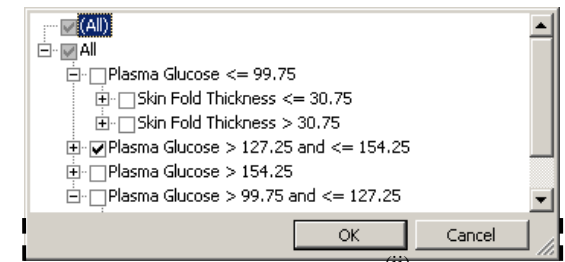 (All)
All
Plasma Glucose <= 99.75
Skin Fold Thickness <= 30.75
Skin Fold Thickness > 30.75
Plasma Glucose > 127.25 and <= 154.25
Plasma Glucose > 154.25
Plasma Glucose > 99.75 and <= 127.25
OK Cancel